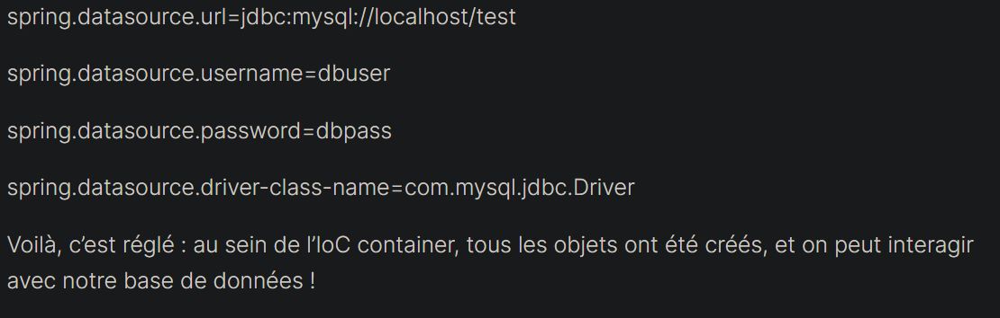 spring.datasource.url=jdbc:mysql://localhost/test
spring.datasource.username=dbuser
spring.datasource.password=dbpass
spring.datasource.driver-class-name=com.mysql.jdbc.Driver
Voilà, c’est réglé : au sein de l’IoC container, tous les objets ont été créés, et on peut interagir
avec notre base de données !